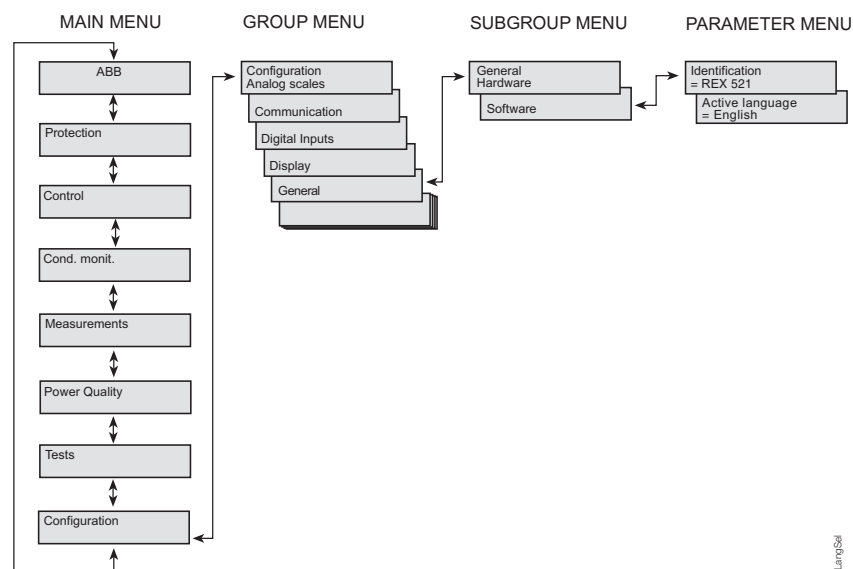 MAIN MENU
GROUP MENU
SUBGROUP MENU
PARAMETER MENU
ABB
Protection
Control
Cond. monit.
Measurements
Power Quality
Tests
Configuration
Configuration
Analog scales
Communication
Digital Inputs
Display
General
General
Hardware
Software
Identification
= REX 521
Active language
= English
LangSel